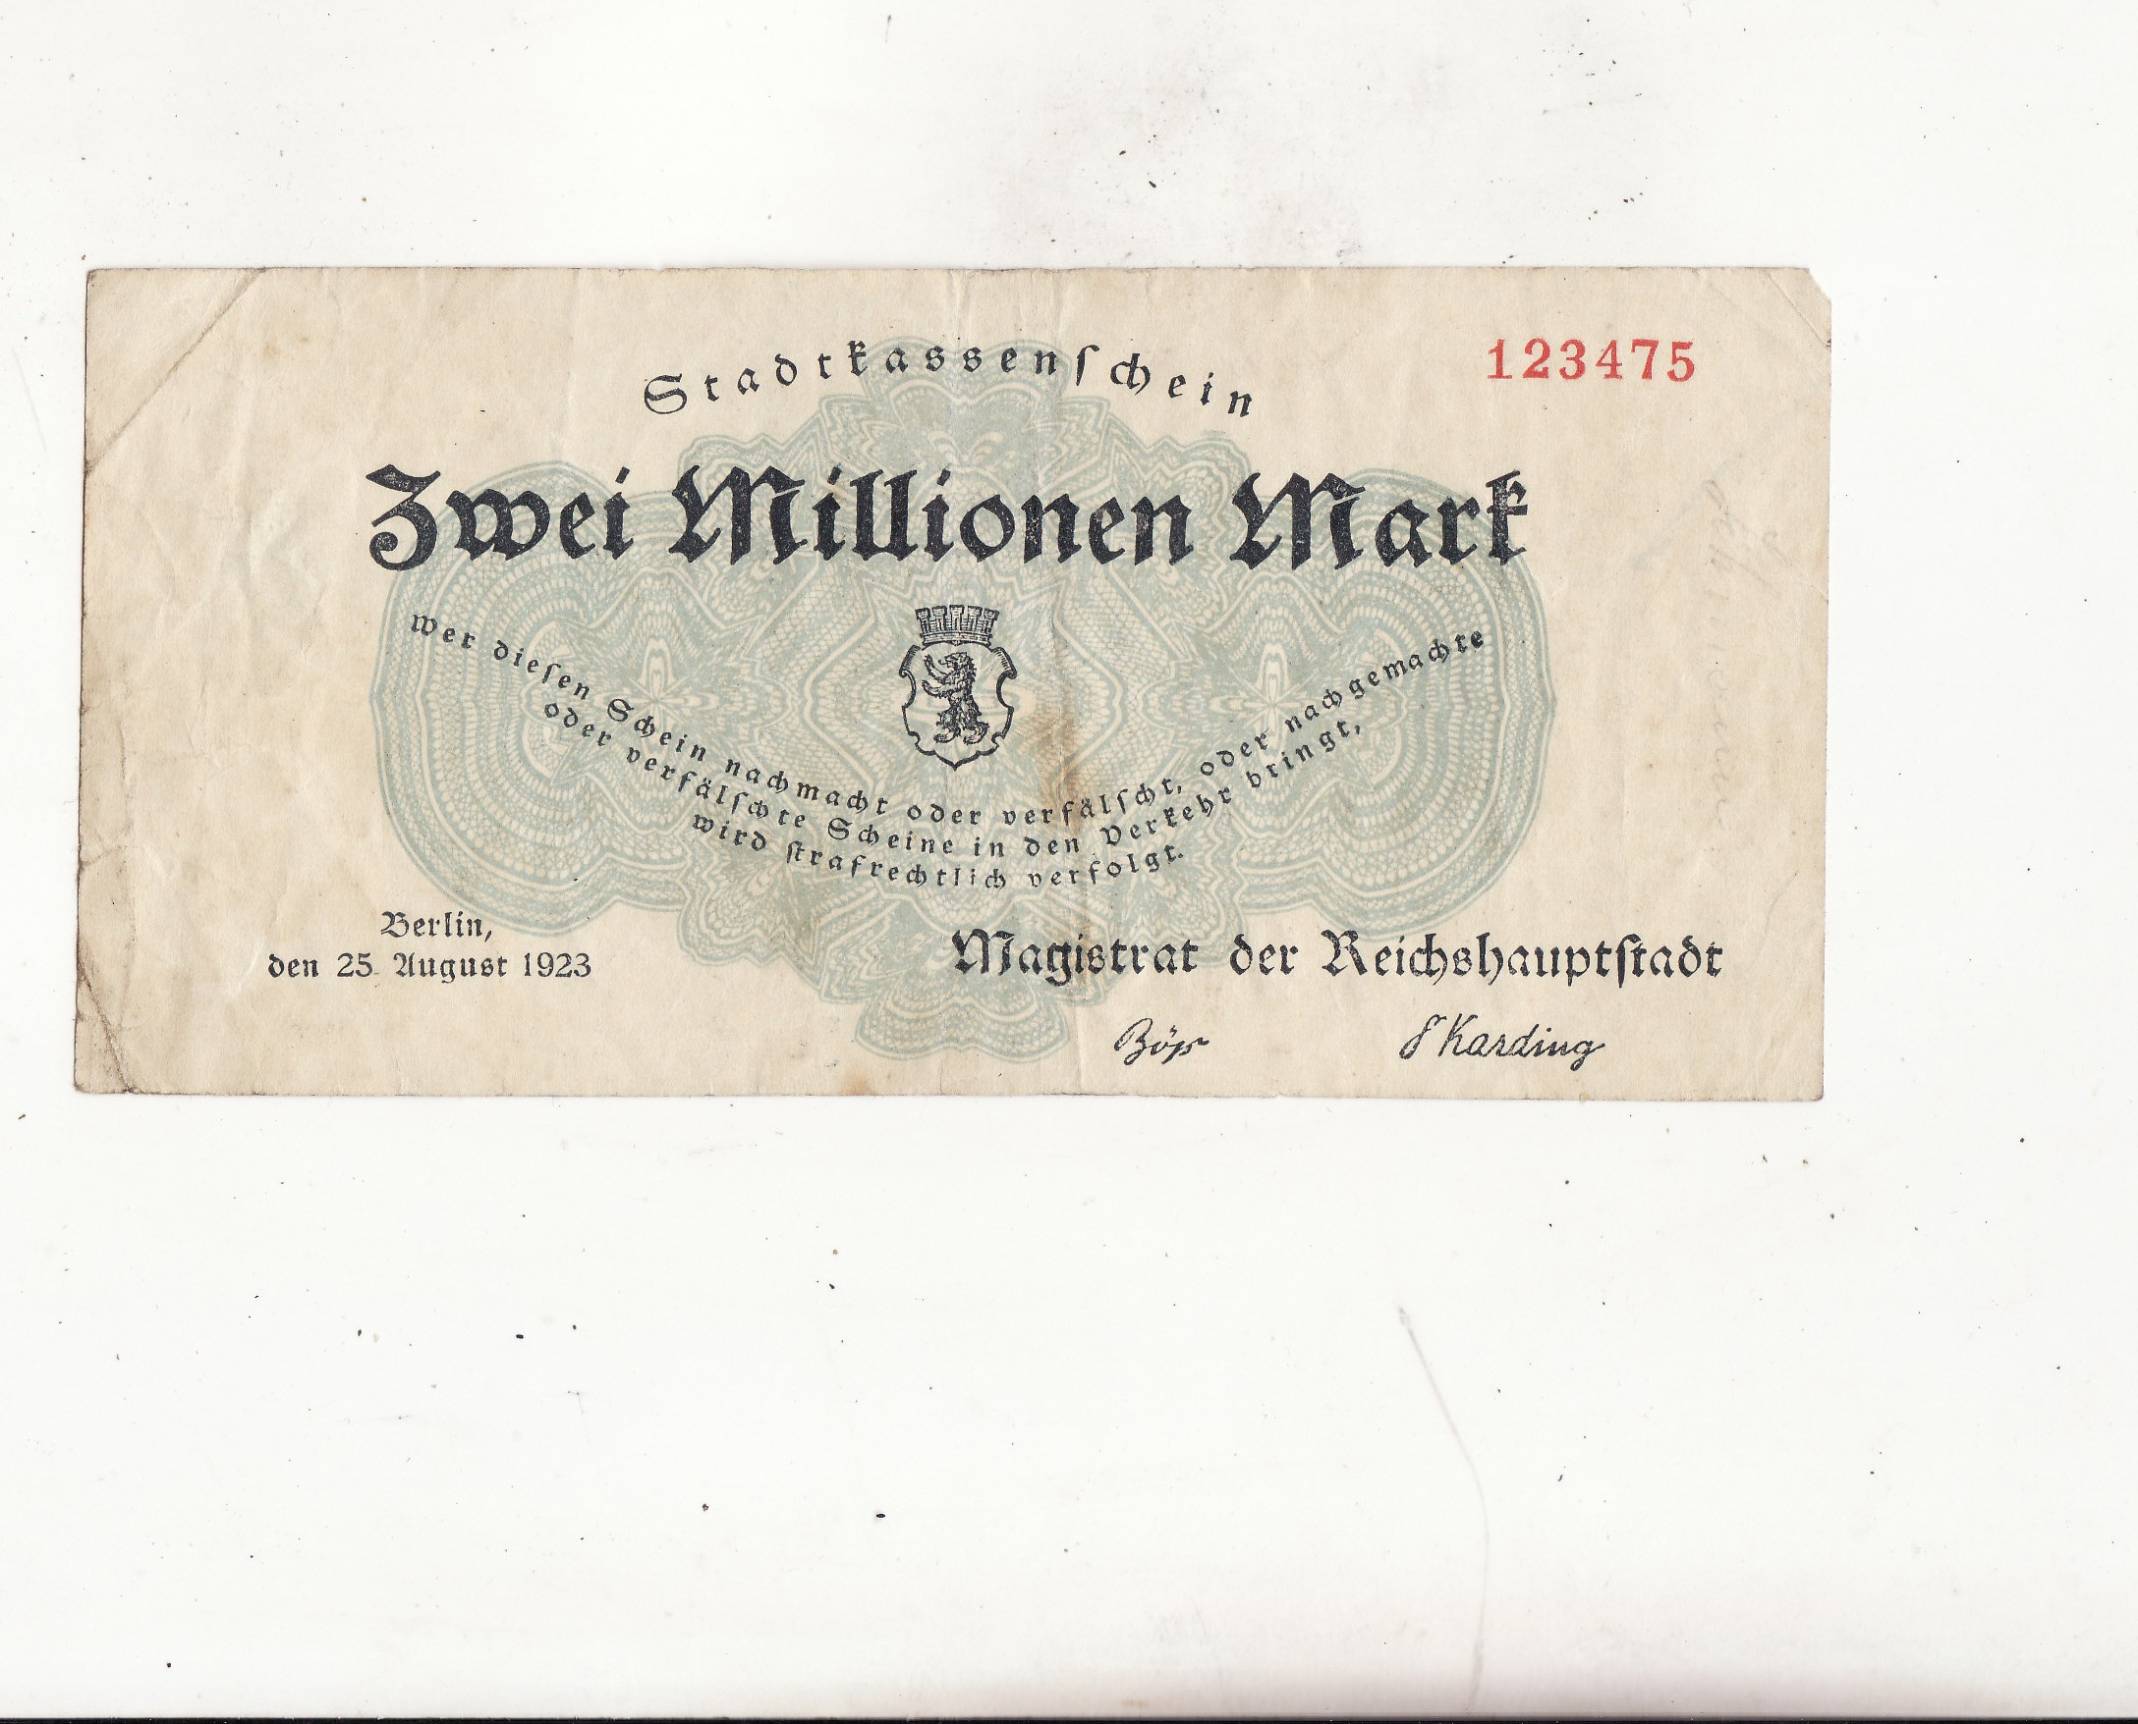 123475
Stadtkassenſchein
Zwei Millionen Mark
Wer dieſen Schein nachmacht oder verfälſcht, oder nachgemachte
oder verfälſchte Scheine in den Verkehr bringt,
wird ſtrafrechtlich verfolgt.
Berlin,
den 25. August 1923
Magistrat der Reichshauptſtadt
Böß
F Karding